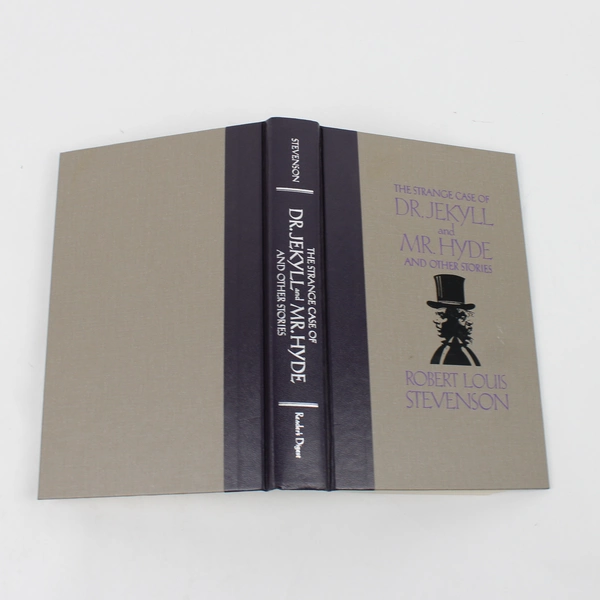 STEVENSON
THE STRANGE CASE OF
DR. JEKYLL and MR. HYDE
AND OTHER STORIES
Reader's Digest
THE STRANGE CASE OF
DR. JEKYLL
and
MR. HYDE
AND OTHER STORIES
ROBERT LOUIS
STEVENSON